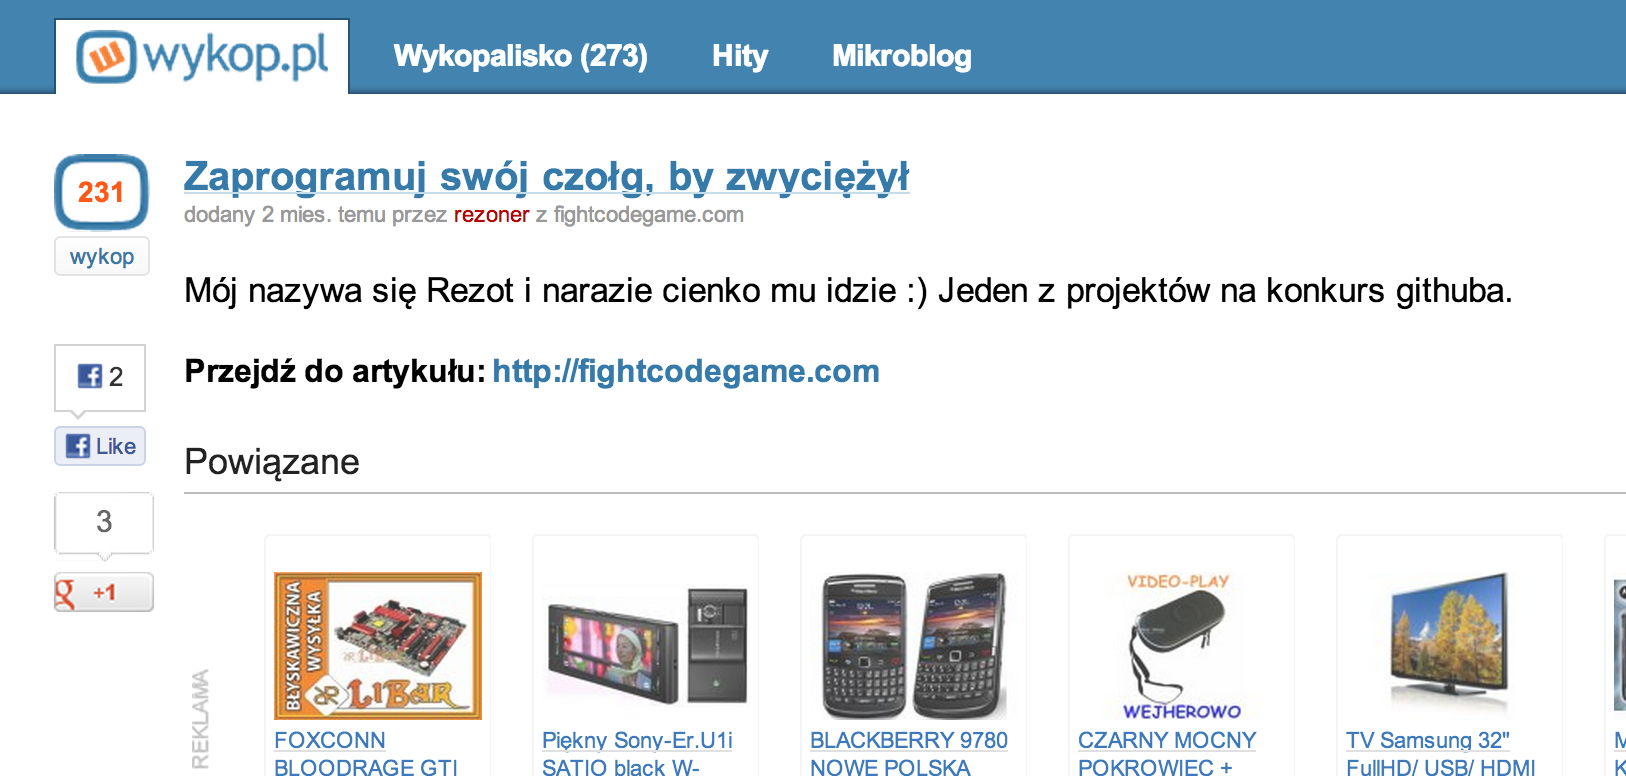 wykop.pl
Wykopalisko (273) Hity Mikroblog
231
wykop
Zaprogramuj swój czołg, by zwyciężył
dodany 2 mies. temu przez rezoner z fightcodegame.com
Mój nazywa się Rezot i narazie cienko mu idzie :) Jeden z projektów na konkurs githuba.
Przejdź do artykułu: http://fightcodegame.com
2
Like
3
+1
Powiązane
REKLAMA
BŁYSKAWICZNA
WYSYŁKA
LIBAR
FOXCONN
BLOODRAGE GTI
Piękny Sony-Er.U1i
SATIO black W-
BLACKBERRY 9780
NOWE POLSKA
VIDEO-PLAY
WEJHEROWO
CZARNY MOCNY
POKROWIEC +
TV Samsung 32"
FullHD/ USB/ HDMI